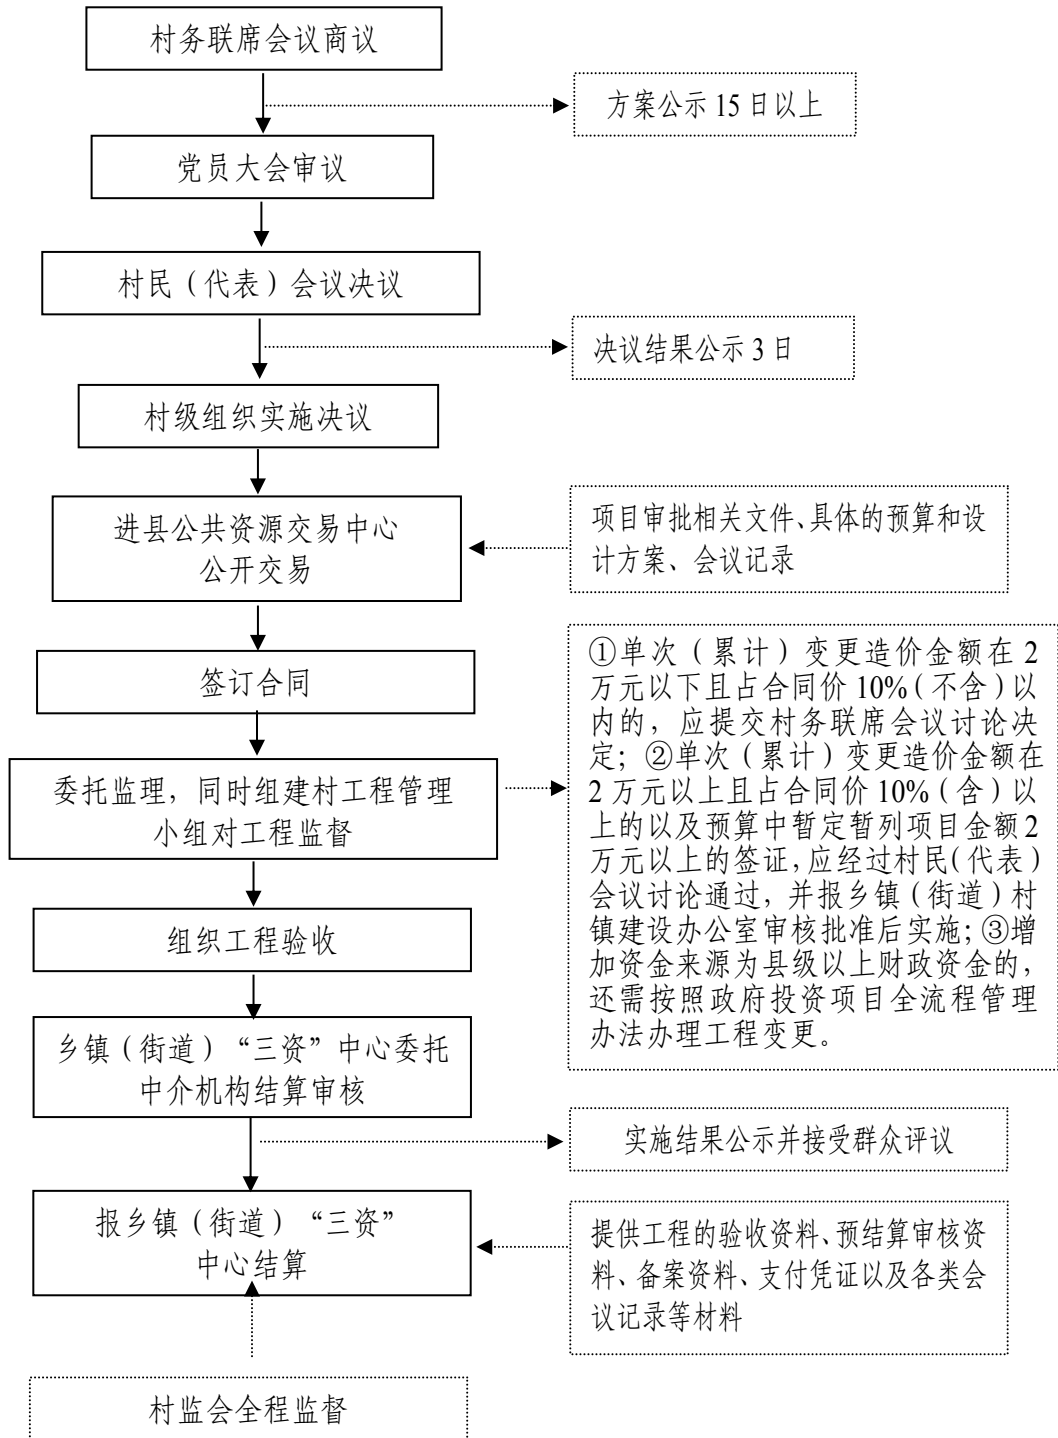 村务联席会议商议
方案公示 15 日以上
党员大会审议
村民（代表）会议决议
决议结果公示 3 日
村级组织实施决议
进县公共资源交易中心
公开交易
项目审批相关文件、具体的预算和设
计方案、会议记录
签订合同
①单次（累计）变更造价金额在 2
万元以下且占合同价 10%（不含）以
内的，应提交村务联席会议讨论决
定；②单次（累计）变更造价金额在
2 万元以上且占合同价 10%（含）以
上的以及预算中暂定暂列项目金额 2
万元以上的签证，应经过村民（代表）
会议讨论通过，并报乡镇（街道）村
镇建设办公室审核批准后实施；③增
加资金来源为县级以上财政资金的，
还需按照政府投资项目全流程管理
办法办理工程变更。
委托监理，同时组建村工程管理
小组对工程监督
组织工程验收
乡镇（街道）“三资”中心委托
中介机构结算审核
实施结果公示并接受群众评议
报乡镇（街道）“三资”
中心结算
提供工程的验收资料、预结算审核资
料、备案资料、支付凭证以及各类会
议记录等材料
村监会全程监督